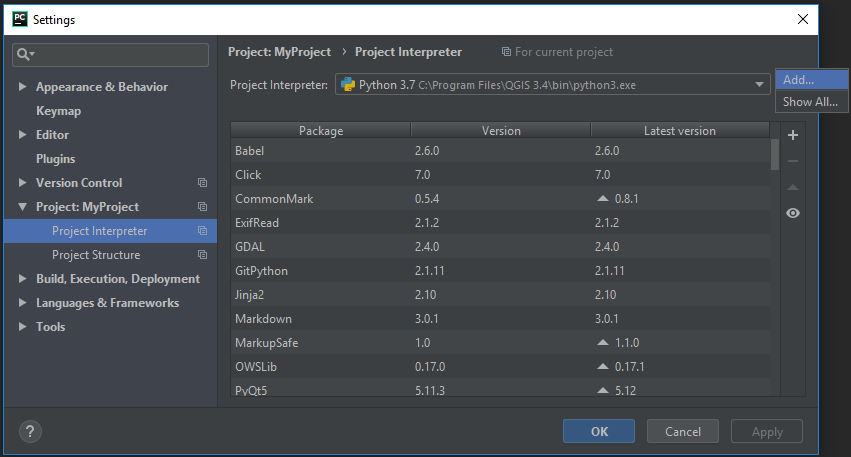 PC Settings
Project: MyProject › Project Interpreter For current project
Appearance & Behavior
Keymap
Editor
Plugins
Version Control
Project: MyProject
Project Interpreter
Project Structure
Build, Execution, Deployment
Languages & Frameworks
Tools
Project Interpreter: Python 3.7 C:\Program Files\QGIS 3.4\bin\python3.exe
Add...
Show All...
Package Version Latest version
Babel 2.6.0 2.6.0
Click 7.0 7.0
CommonMark 0.5.4 0.8.1
ExifRead 2.1.2 2.1.2
GDAL 2.4.0 2.4.0
GitPython 2.1.11 2.1.11
Jinja2 2.10 2.10
Markdown 3.0.1 3.0.1
MarkupSafe 1.0 1.1.0
OWSLib 0.17.0 0.17.1
PyQt5 5.11.3 5.12
?
OK Cancel Apply